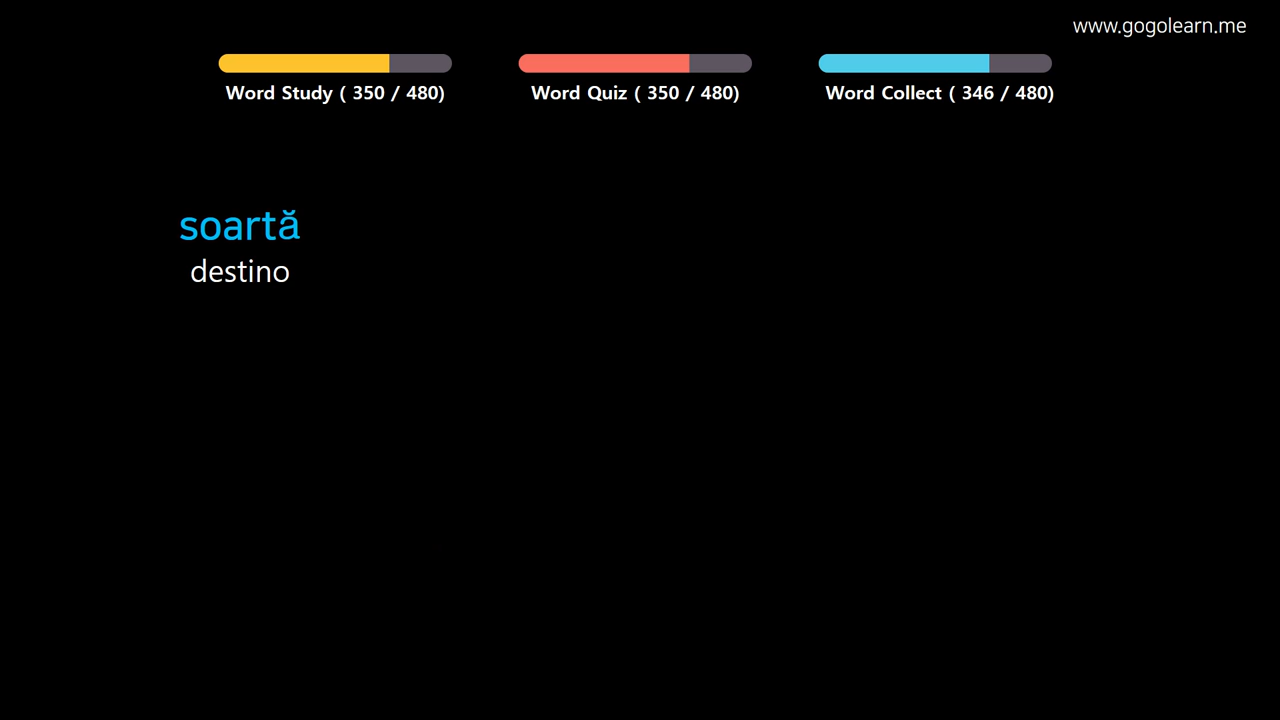 www.gogolearn.me
Word Study ( 350 / 480)
Word Quiz ( 350 / 480)
Word Collect ( 346 / 480)
soartă
destino